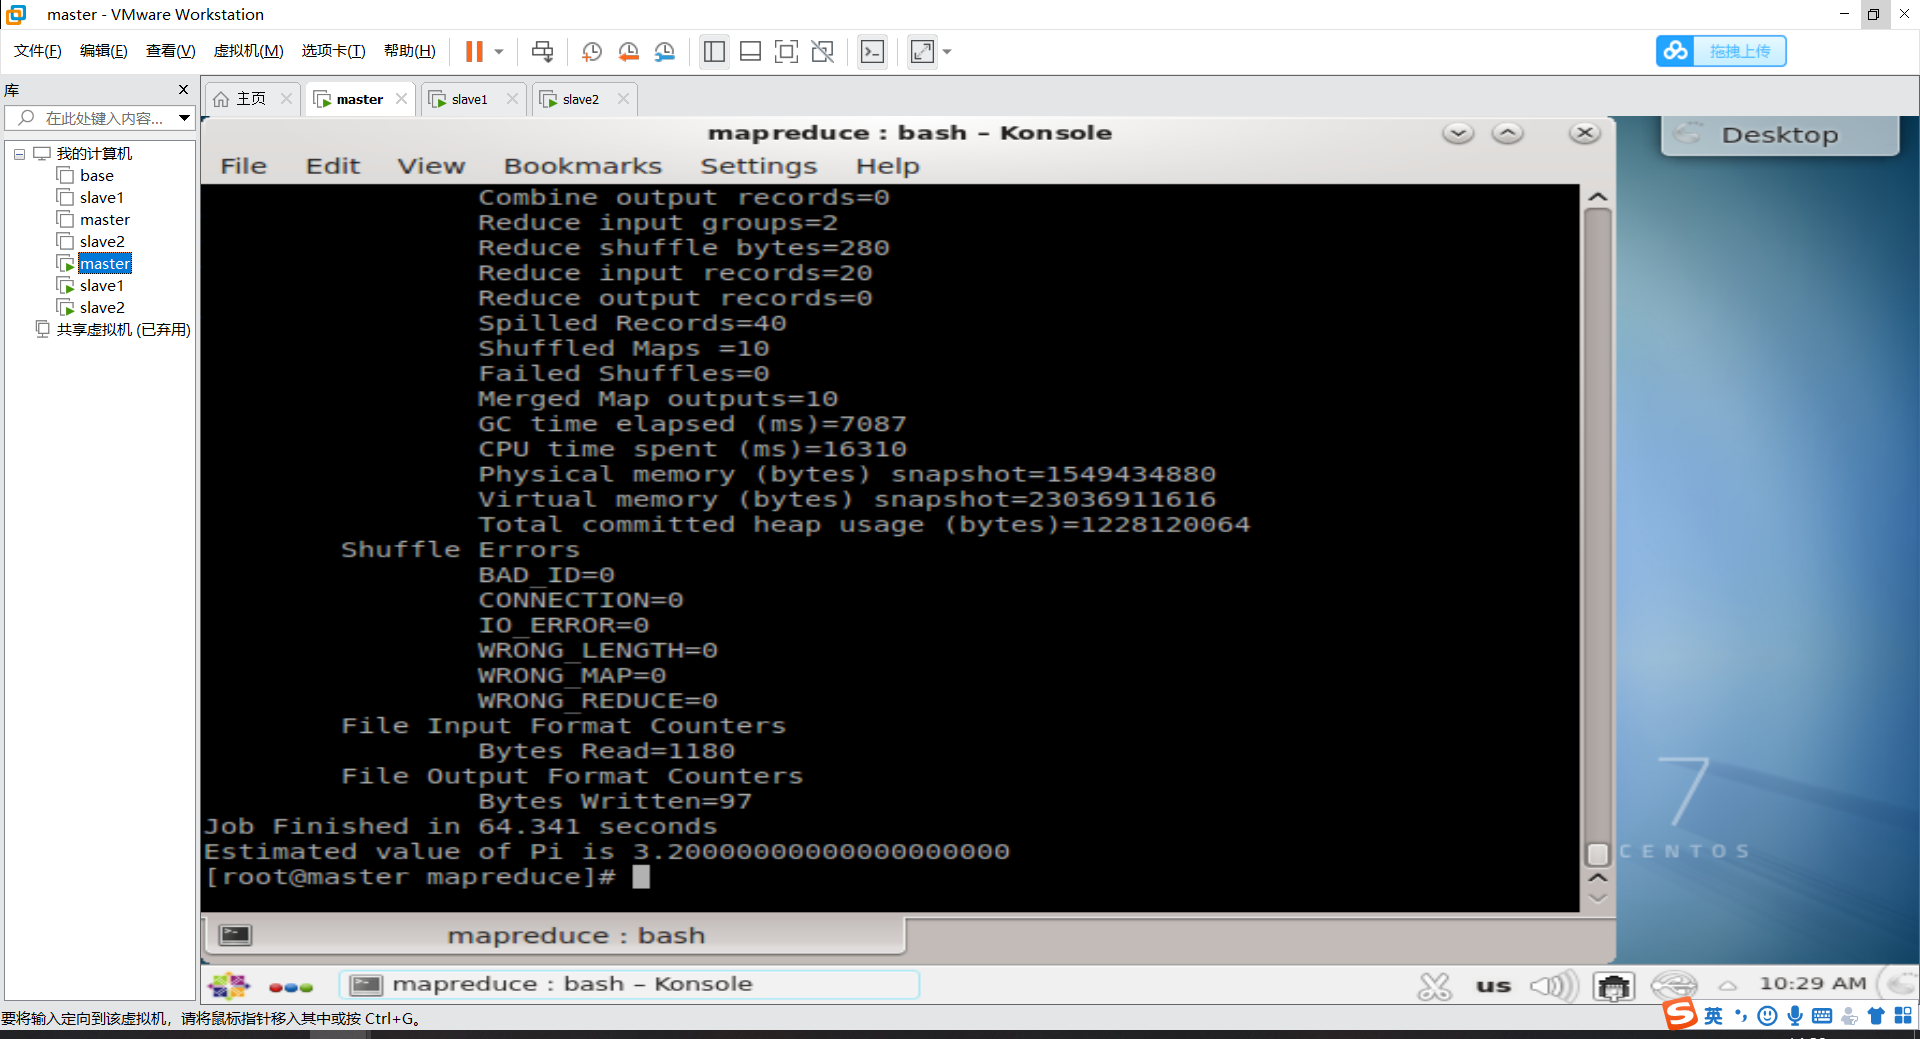 master - VMware Workstation
文件(F) 编辑(E) 查看(V) 虚拟机(M) 选项卡(T) 帮助(H)
拖拽上传
库
在此处键入内容...
我的计算机
base
slave1
master
slave2
master
slave1
slave2
共享虚拟机 (已弃用)
主页 master slave1 slave2
mapreduce : bash – Konsole
File Edit View Bookmarks Settings Help
Combine output records=0
Reduce input groups=2
Reduce shuffle bytes=280
Reduce input records=20
Reduce output records=0
Spilled Records=40
Shuffled Maps =10
Failed Shuffles=0
Merged Map outputs=10
GC time elapsed (ms)=7087
CPU time spent (ms)=16310
Physical memory (bytes) snapshot=1549434880
Virtual memory (bytes) snapshot=23036911616
Total committed heap usage (bytes)=1228120064
Shuffle Errors
BAD_ID=0
CONNECTION=0
IO_ERROR=0
WRONG_LENGTH=0
WRONG_MAP=0
WRONG_REDUCE=0
File Input Format Counters
Bytes Read=1180
File Output Format Counters
Bytes Written=97
Job Finished in 64.341 seconds
Estimated value of Pi is 3.20000000000000000000
[root@master mapreduce]#
mapreduce : bash
Desktop
7
CENTOS
mapreduce : bash – Konsole
us
10:29 AM
要将输入定向到该虚拟机，请将鼠标指针移入其中或按 Ctrl+G。
S 英